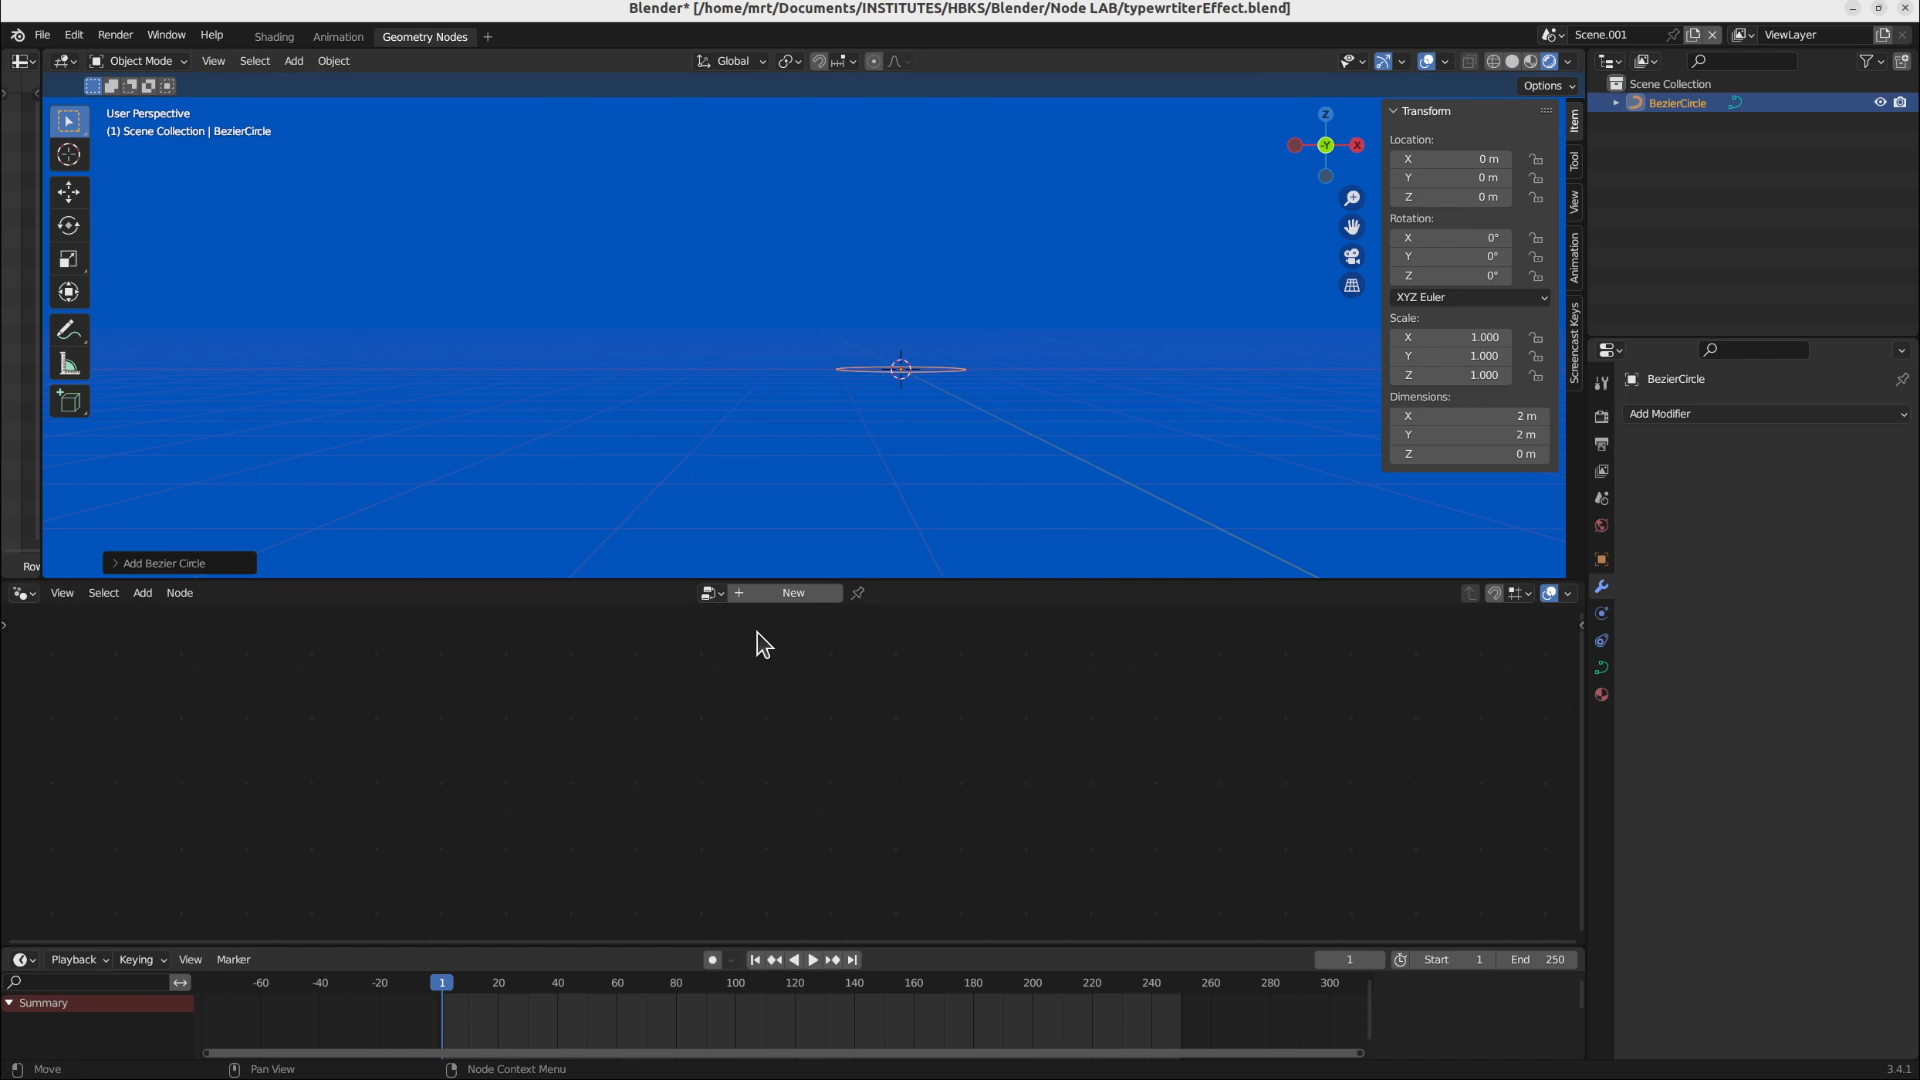 Blender* [/home/mrt/Documents/INSTITUTES/HBKS/Blender/Node LAB/typewrtiterEffect.blend]
File Edit Render Window Help Shading Animation Geometry Nodes + Scene.001 ViewLayer
Object Mode View Select Add Object Global
Options
User Perspective
(1) Scene Collection | BezierCircle
Z
-Y X
Transform
Location:
X 0 m
Y 0 m
Z 0 m
Rotation:
X 0°
Y 0°
Z 0°
XYZ Euler
Scale:
X 1.000
Y 1.000
Z 1.000
Dimensions:
X 2 m
Y 2 m
Z 0 m
Item
Tool
View
Animation
Screencast Keys
Scene Collection
BezierCircle
BezierCircle
Add Modifier
Row
Add Bezier Circle
View Select Add Node + New
Playback Keying View Marker 1 Start 1 End 250
-60 -40 -20 1 20 40 60 80 100 120 140 160 180 200 220 240 260 280 300
Summary
Move Pan View Node Context Menu 3.4.1